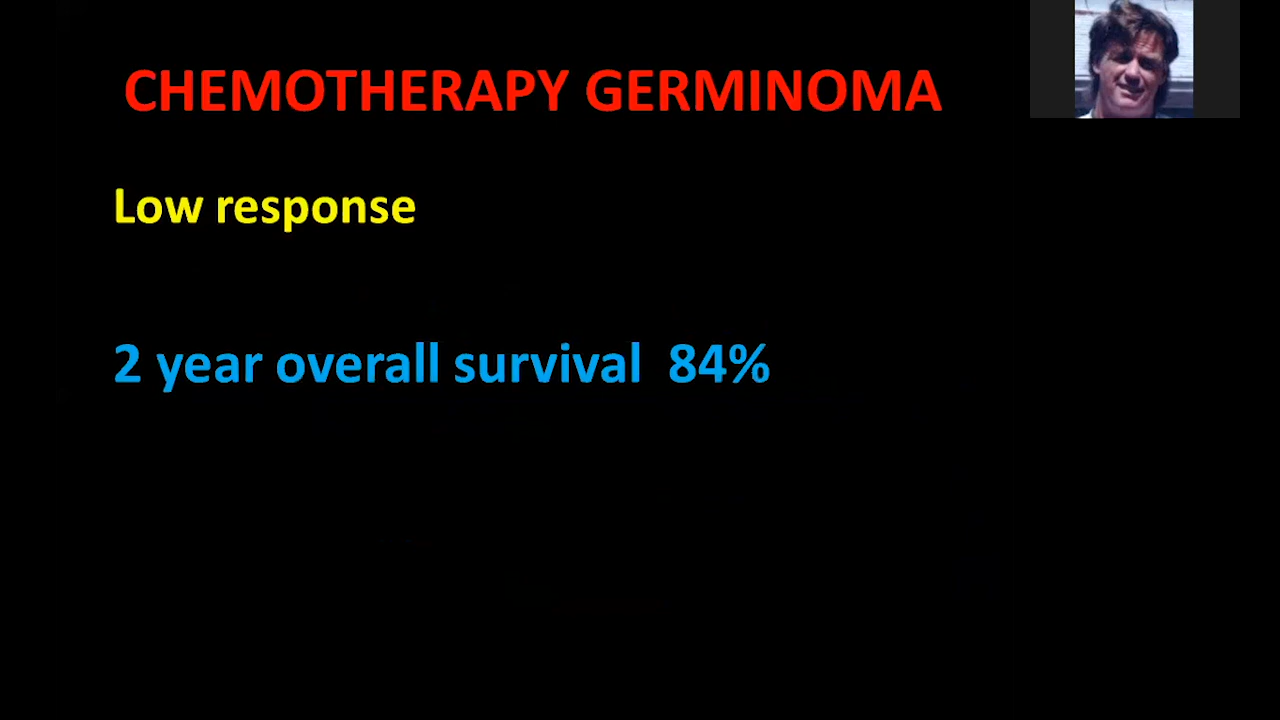 CHEMOTHERAPY GERMINOMA
Low response
2 year overall survival 84%